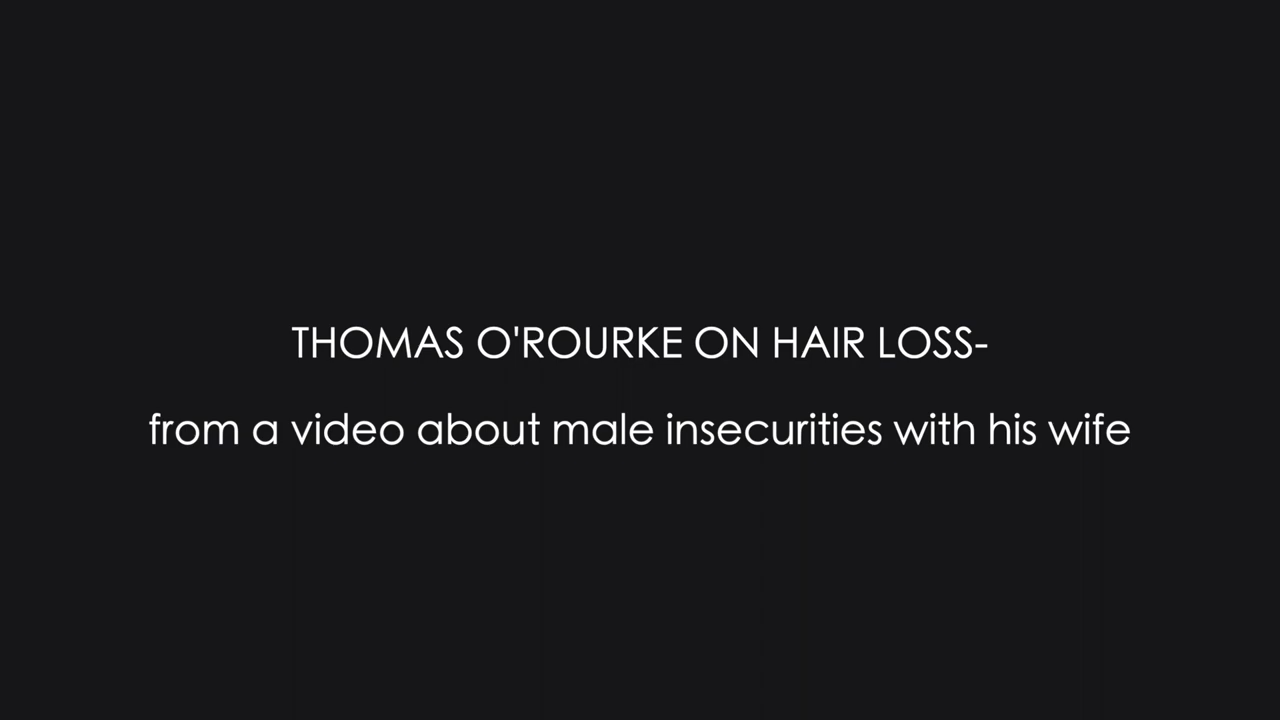 THOMAS O'ROURKE ON HAIR LOSS-
from a video about male insecurities with his wife